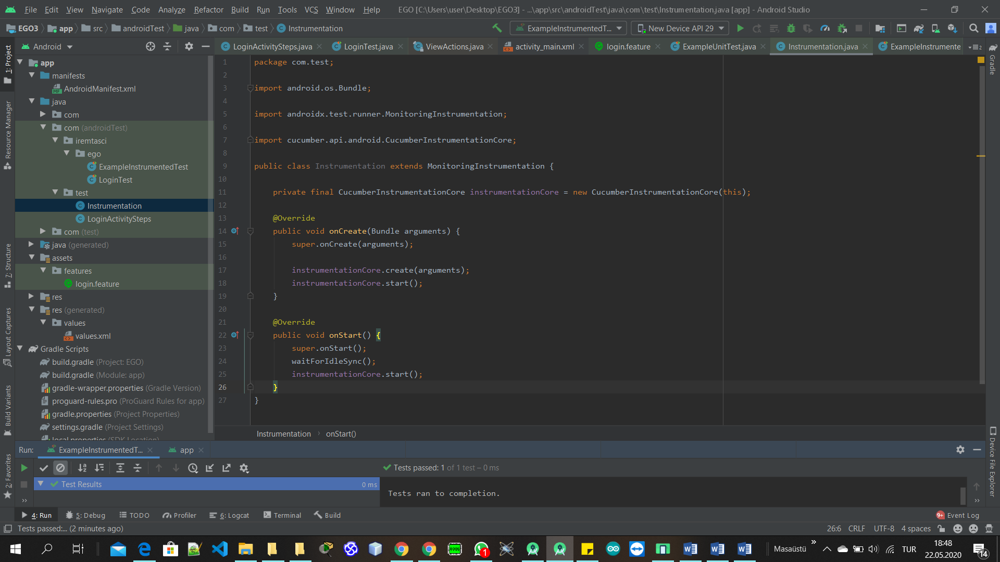 File Edit View Navigate Code Analyze Refactor Build Run Tools VCS Window Help EGO [C:\Users\user\Desktop\EGO3] - ...\app\src\androidTest\java\com\test\Instrumentation.java [app] - Android Studio
EGO3 app src androidTest java com test Instrumentation ExampleInstrumentedT... New Device API 29
Android LoginActivitySteps.java LoginTest.java ViewActions.java activity_main.xml login.feature ExampleUnitTest.java Instrumentation.java ExampleInstrumente 2
1: Project
Resource Manager
7: Structure
Layout Captures
Build Variants
2: Favorites
app
manifests
AndroidManifest.xml
java
com
com (androidTest)
iremtasci
ego
ExampleInstrumentedTest
LoginTest
test
Instrumentation
LoginActivitySteps
com (test)
java (generated)
assets
features
login.feature
res
res (generated)
values
values.xml
Gradle Scripts
build.gradle (Project: EGO)
build.gradle (Module: app)
gradle-wrapper.properties (Gradle Version)
proguard-rules.pro (ProGuard Rules for app)
gradle.properties (Project Properties)
settings.gradle (Project Settings)
local.properties (SDK Location)
1 package com.test;
2
3 import android.os.Bundle;
4
5 import androidx.test.runner.MonitoringInstrumentation;
6
7 import cucumber.api.android.CucumberInstrumentationCore;
8
9 public class Instrumentation extends MonitoringInstrumentation {
10
11 private final CucumberInstrumentationCore instrumentationCore = new CucumberInstrumentationCore(this);
12
13 @Override
14 public void onCreate(Bundle arguments) {
15 super.onCreate(arguments);
16
17 instrumentationCore.create(arguments);
18 instrumentationCore.start();
19 }
20
21 @Override
22 public void onStart() {
23 super.onStart();
24 waitForIdleSync();
25 instrumentationCore.start();
26 }
27 }
Instrumentation onStart()
Gradle
Device File Explorer
Run: ExampleInstrumentedT... app
Tests passed: 1 of 1 test – 0 ms
Test Results 0 ms
Tests ran to completion.
4: Run 5: Debug TODO Profiler 6: Logcat Terminal Build 9+ Event Log
Tests passed:... (2 minutes ago) 26:6 CRLF UTF-8 4 spaces
8086 1 Masaüstü TUR 18:48
22.05.2020 14